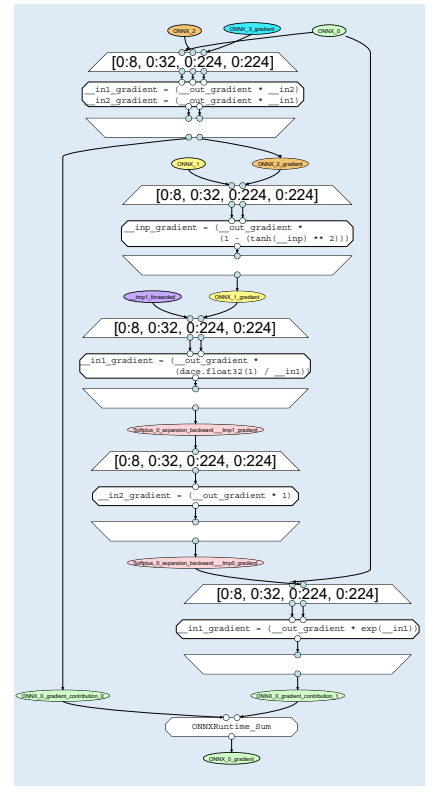 ONNX_2
ONNX_3_gradient
ONNX_0
[0:8, 0:32, 0:224, 0:224]
__in1_gradient = (__out_gradient * __in2)
__in2_gradient = (__out_gradient * __in1)
ONNX_1
ONNX_2_gradient
[0:8, 0:32, 0:224, 0:224]
__inp_gradient = (__out_gradient *
(1 - (tanh(__inp) ** 2)))
__tmp1_forwarded
ONNX_1_gradient
[0:8, 0:32, 0:224, 0:224]
__in1_gradient = (__out_gradient *
(dace.float32(1) / __in1))
Softplus_0_expansion_backward___tmp1_gradient
[0:8, 0:32, 0:224, 0:224]
__in2_gradient = (__out_gradient * 1)
Softplus_0_expansion_backward___tmp0_gradient
[0:8, 0:32, 0:224, 0:224]
__in1_gradient = (__out_gradient * exp(__in1))
ONNX_0_gradient_contribution_0
ONNX_0_gradient_contribution_1
ONNXRuntime_Sum
ONNX_0_gradient